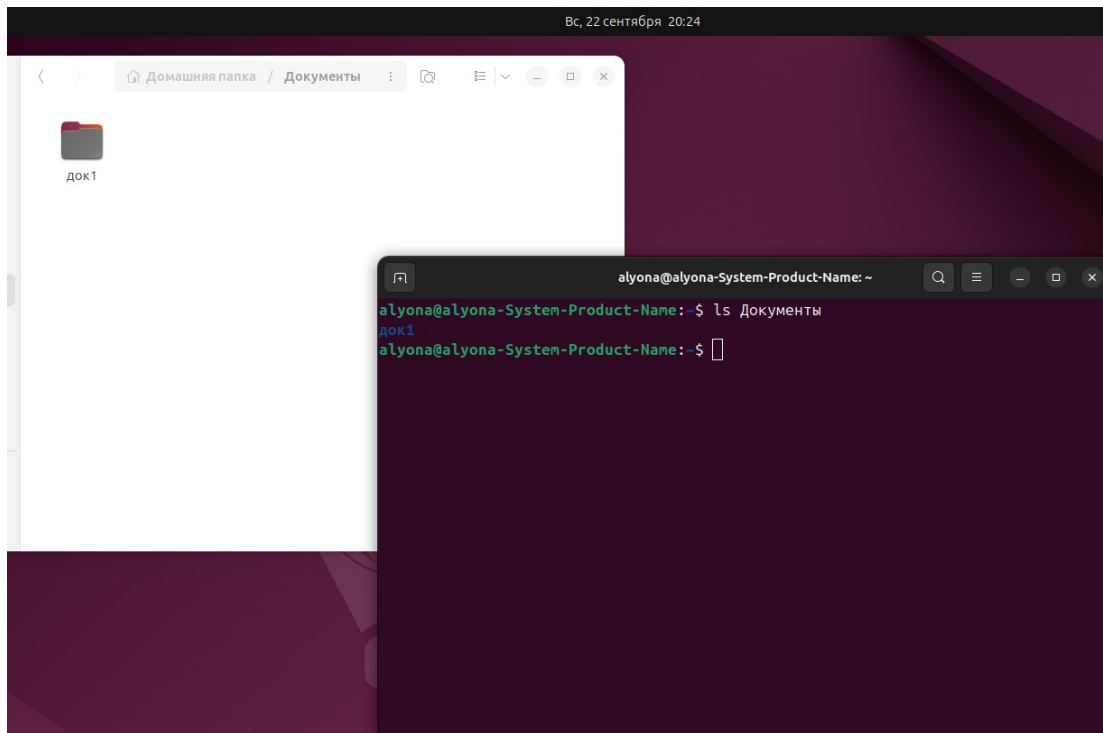 Вс, 22 сентября 20:24
Домашняя папка / Документы
док1
alyona@alyona-System-Product-Name: ~
alyona@alyona-System-Product-Name:~$ ls Документы
док1
alyona@alyona-System-Product-Name:~$